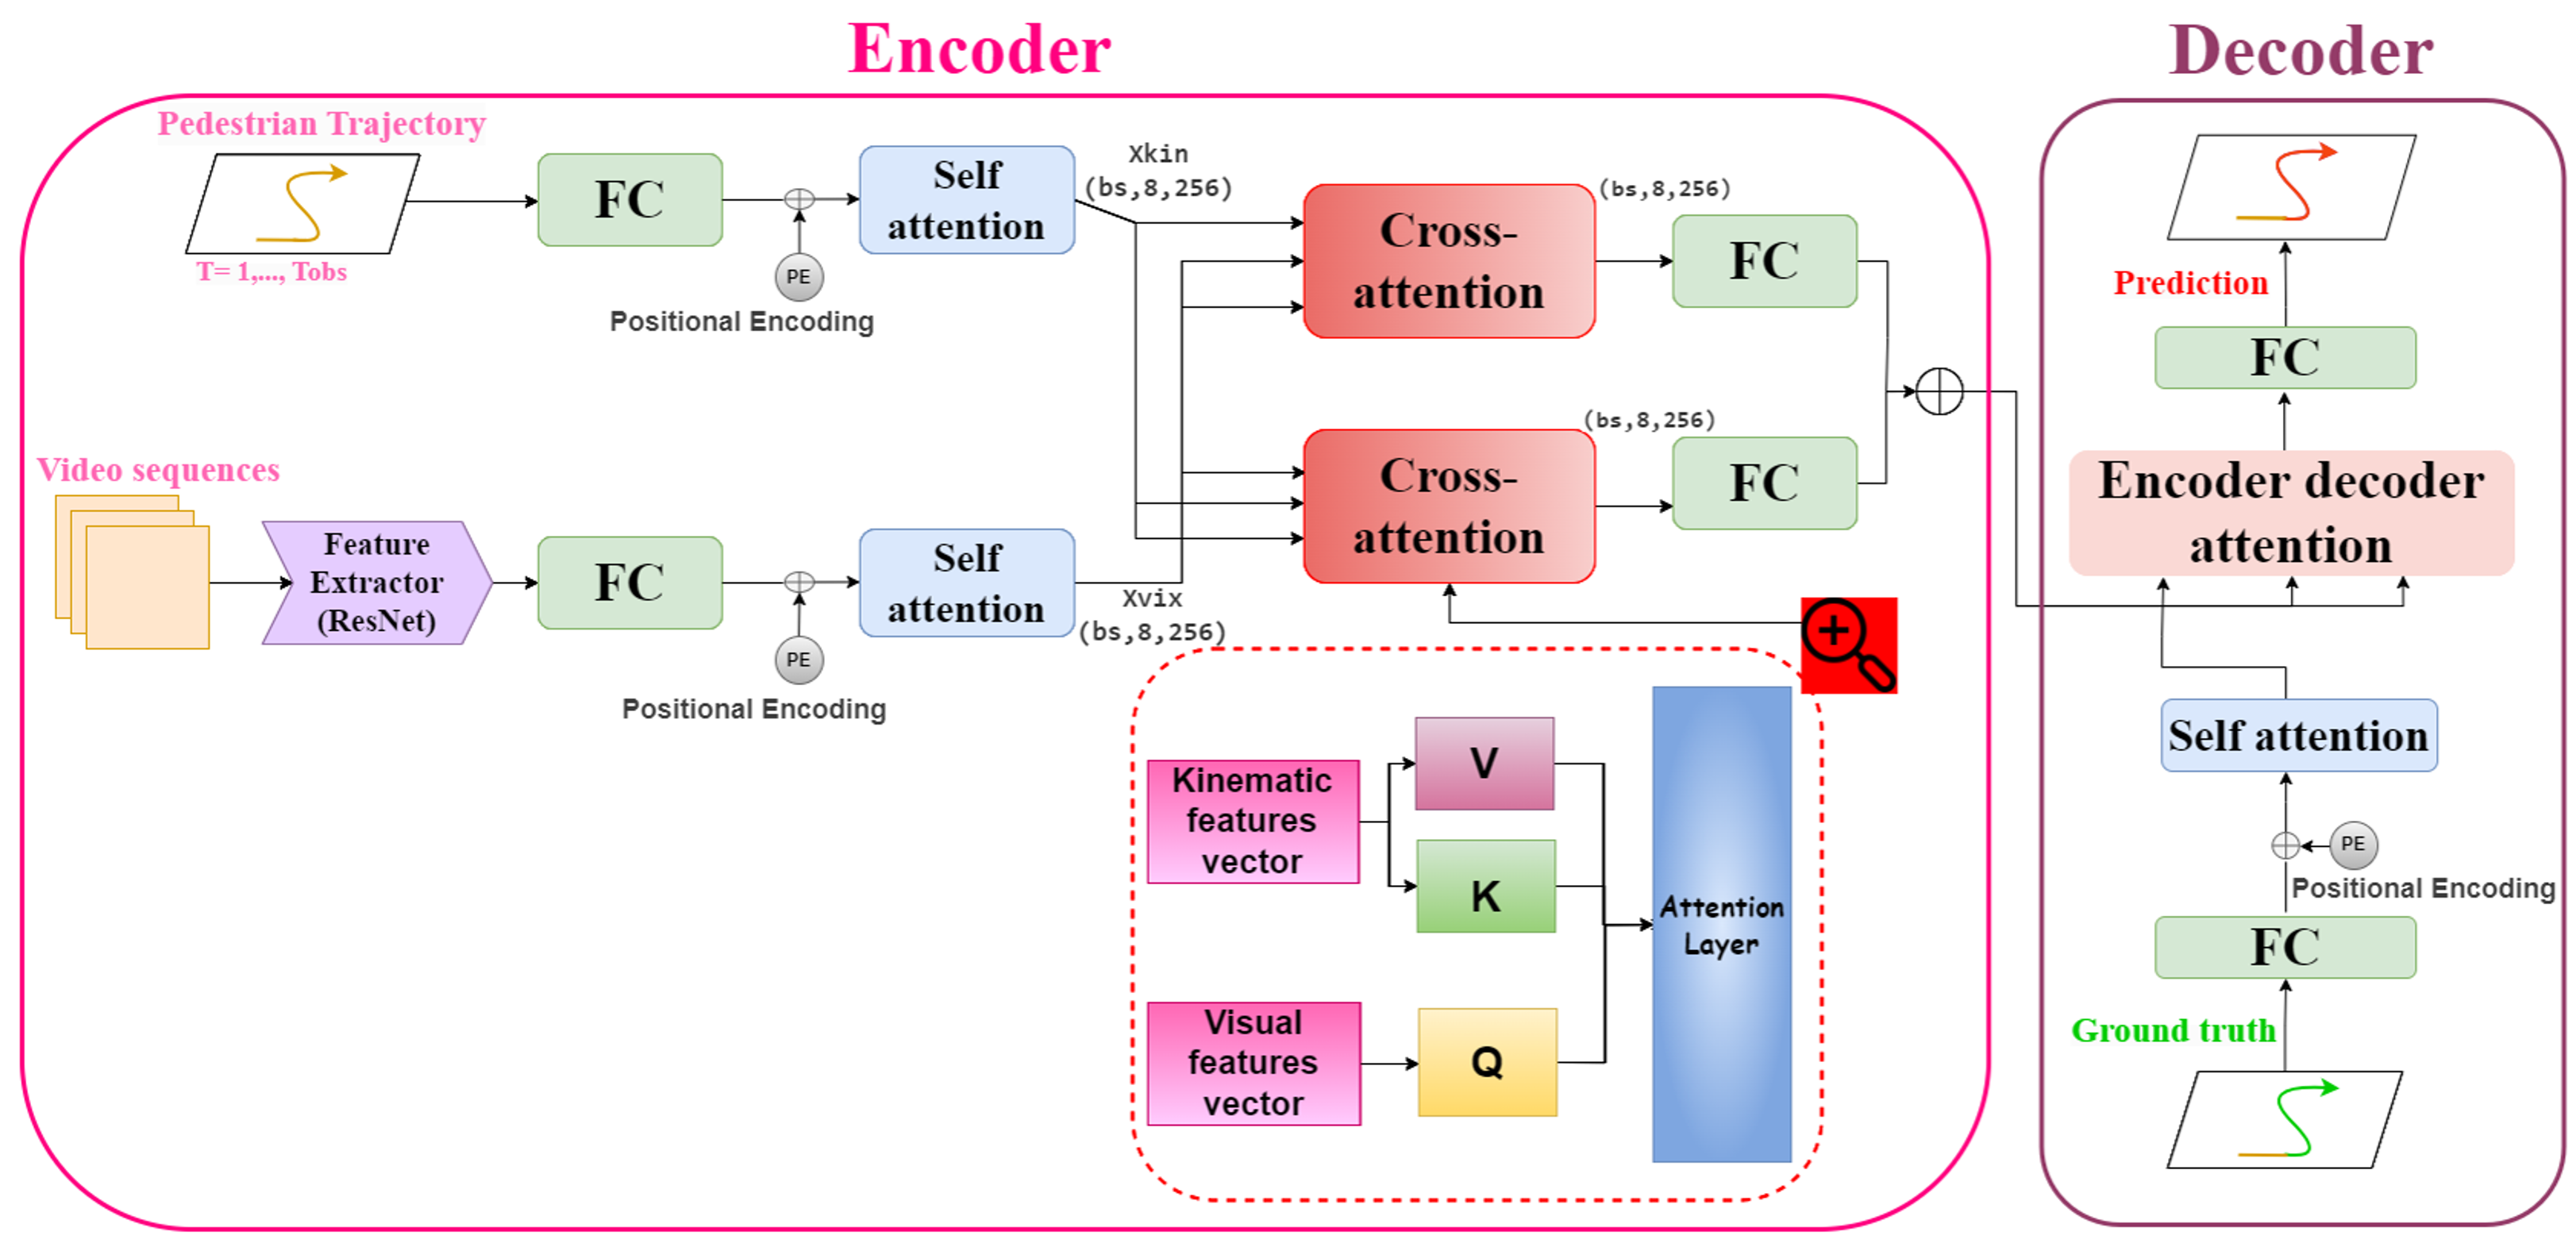 Encoder
Decoder
Pedestrian Trajectory
T= 1,..., Tobs
FC
PE
Positional Encoding
Self
attention
Xkin
(bs,8,256)
Cross-
attention
(bs,8,256)
FC
Video sequences
Feature
Extractor
(ResNet)
FC
PE
Positional Encoding
Self
attention
Xvix
(bs,8,256)
Cross-
attention
(bs,8,256)
FC
Kinematic
features
vector
V
K
Visual
features
vector
Q
Attention
Layer
Prediction
FC
Encoder decoder
attention
Self attention
PE
Positional Encoding
FC
Ground truth